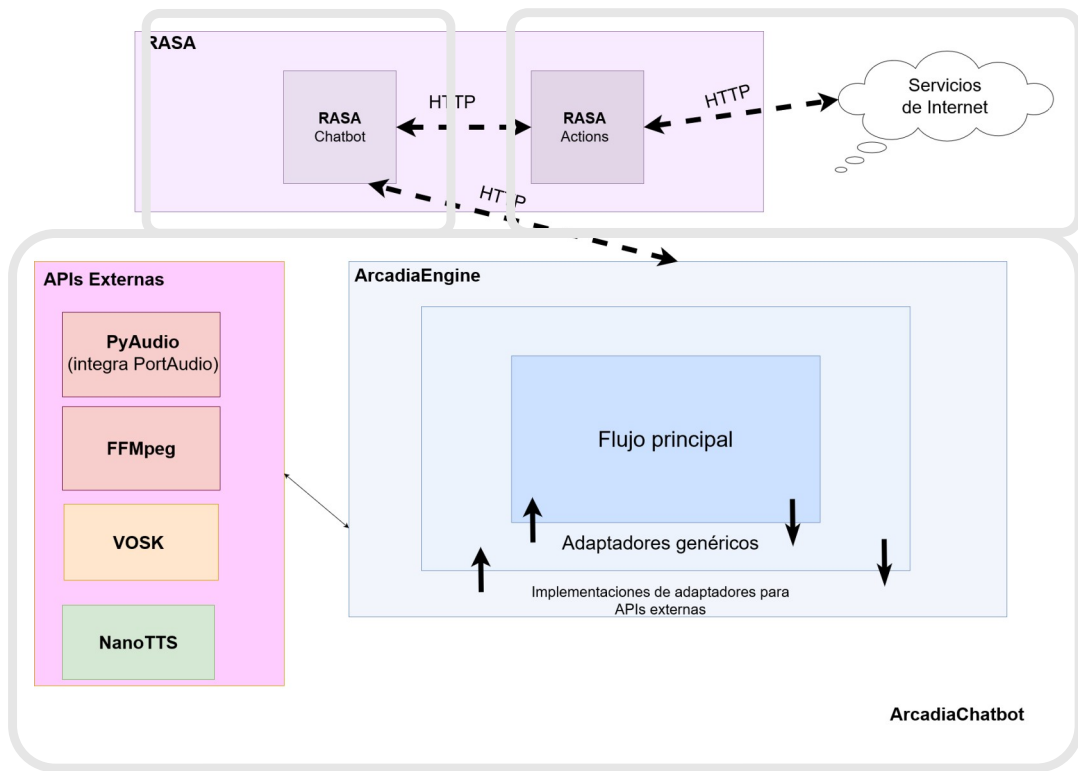 RASA
HTTP
RASA
Chatbot
RASA
Actions
HTTP
Servicios
de Internet
HTTP
APIs Externas
PyAudio
(integra PortAudio)
FFMpeg
VOSK
NanoTTS
ArcadiaEngine
Flujo principal
Adaptadores genéricos
Implementaciones de adaptadores para
APIs externas
ArcadiaChatbot